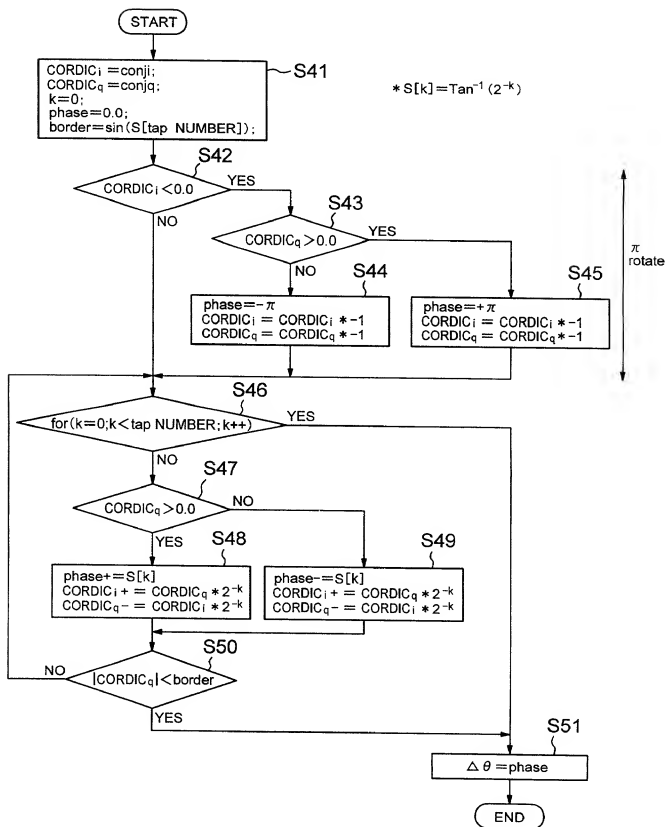 START
S41
CORDICi =conji;
CORDICq =conjq;
k=0;
phase=0.0;
border=sin(S[tap NUMBER]);
*S[k]=Tan⁻¹(2⁻ᵏ)
S42
CORDICi<0.0
YES
NO
S43
CORDICq>0.0
YES
NO
π
rotate
S44
phase=-π
CORDICi = CORDICi *-1
CORDICq = CORDICq *-1
S45
phase=+π
CORDICi = CORDICi *-1
CORDICq = CORDICq *-1
S46
for(k=0;k<tap NUMBER;k++)
YES
NO
S47
CORDICq>0.0
NO
YES
S48
phase+=S[k]
CORDICi+= CORDICq*2⁻ᵏ
CORDICq-= CORDICi*2⁻ᵏ
S49
phase-=S[k]
CORDICi+= CORDICq*2⁻ᵏ
CORDICq-= CORDICi*2⁻ᵏ
S50
|CORDICq|<border
NO
YES
S51
△θ=phase
END